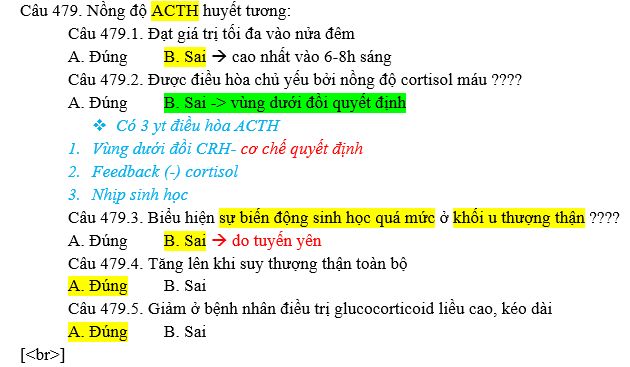 Câu 479. Nồng độ ACTH huyết tương:
Câu 479.1. Đạt giá trị tối đa vào nửa đêm
A. Đúng B. Sai → cao nhất vào 6-8h sáng
Câu 479.2. Được điều hòa chủ yếu bởi nồng độ cortisol máu ????
A. Đúng B. Sai -> vùng dưới đồi quyết định
❖ Có 3 yt điều hòa ACTH
1. Vùng dưới đồi CRH- cơ chế quyết định
2. Feedback (-) cortisol
3. Nhịp sinh học
Câu 479.3. Biểu hiện sự biến động sinh học quá mức ở khối u thượng thận ????
A. Đúng B. Sai → do tuyến yên
Câu 479.4. Tăng lên khi suy thượng thận toàn bộ
A. Đúng B. Sai
Câu 479.5. Giảm ở bệnh nhân điều trị glucocorticoid liều cao, kéo dài
A. Đúng B. Sai
[<br>]